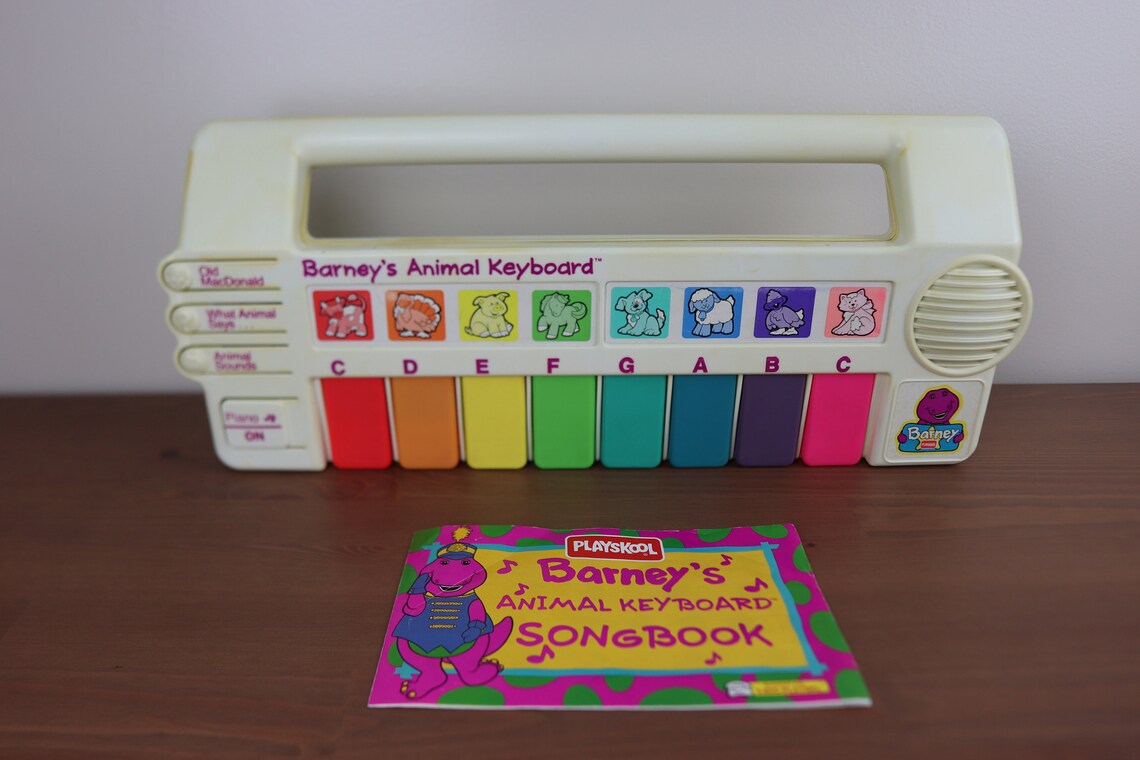 Barney's Animal Keyboard™
Old
MacDonald
What Animal
Says...
Animal
Sounds
C D E F G A B C
Piano
ON
Barney
PLAYSKOOL
Barney's
ANIMAL KEYBOARD™
SONGBOOK